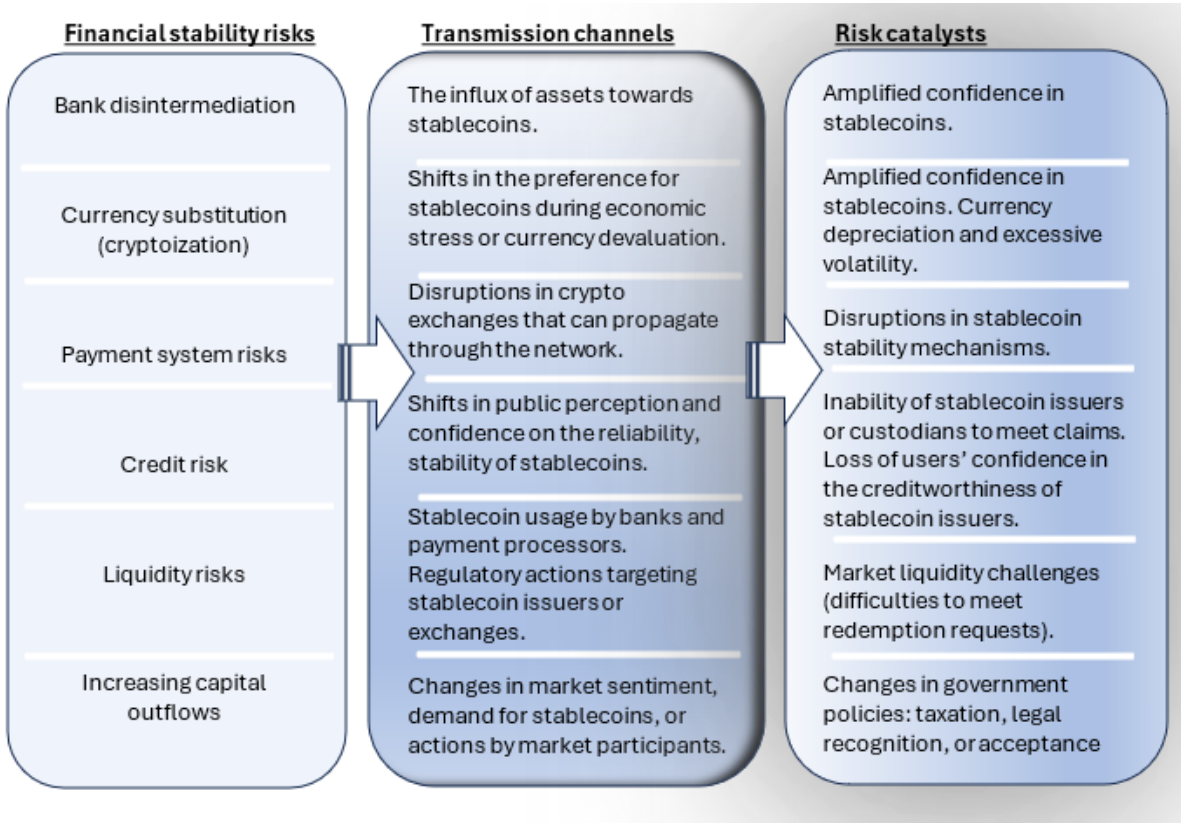 Financial stability risks
Bank disintermediation
Currency substitution
(cryptoization)
Payment system risks
Credit risk
Liquidity risks
Increasing capital
outflows
Transmission channels
The influx of assets towards
stablecoins.
Shifts in the preference for
stablecoins during economic
stress or currency devaluation.
Disruptions in crypto
exchanges that can propagate
through the network.
Shifts in public perception and
confidence on the reliability,
stability of stablecoins.
Stablecoin usage by banks and
payment processors.
Regulatory actions targeting
stablecoin issuers or
exchanges.
Changes in market sentiment,
demand for stablecoins, or
actions by market participants.
Risk catalysts
Amplified confidence in
stablecoins.
Amplified confidence in
stablecoins. Currency
depreciation and excessive
volatility.
Disruptions in stablecoin
stability mechanisms.
Inability of stablecoin issuers
or custodians to meet claims.
Loss of users’ confidence in
the creditworthiness of
stablecoin issuers.
Market liquidity challenges
(difficulties to meet
redemption requests).
Changes in government
policies: taxation, legal
recognition, or acceptance